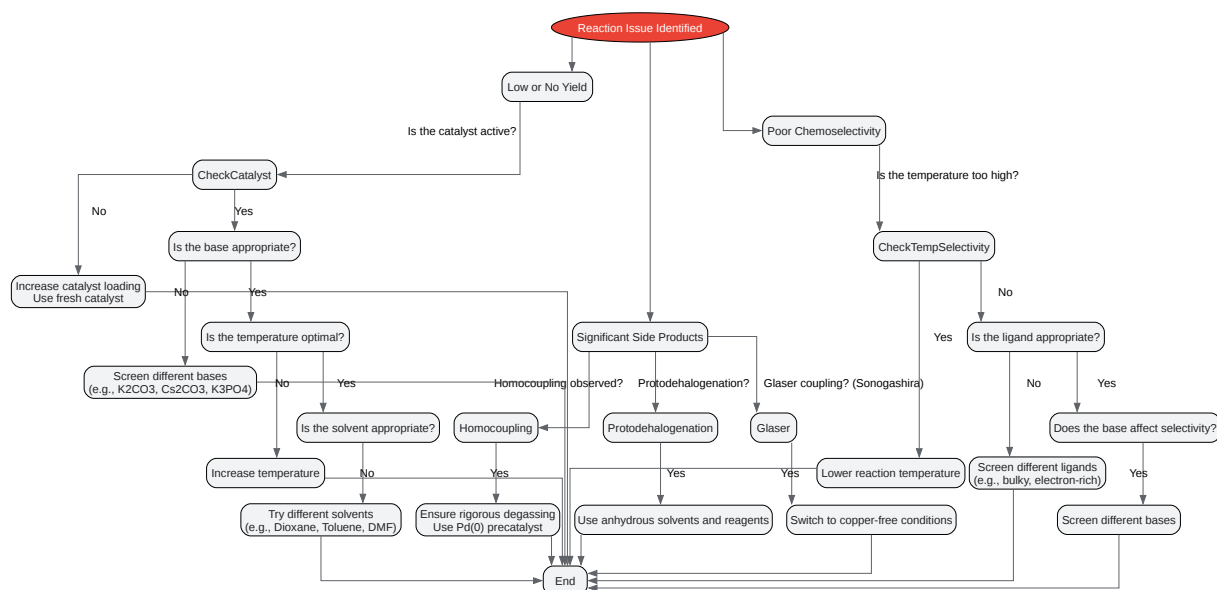 Reaction Issue Identified
Low or No Yield
Is the catalyst active?
Poor Chemoselectivity
CheckCatalyst
Is the temperature too high?
No
Yes
Is the base appropriate?
CheckTempSelectivity
Increase catalyst loading
Use fresh catalyst
No
Yes
No
Is the temperature optimal?
Significant Side Products
Yes
Is the ligand appropriate?
Screen different bases
(e.g., K2CO3, Cs2CO3, K3PO4)
No
Yes
Homocoupling observed?
Protodehalogenation?
Glaser coupling? (Sonogashira)
No
Yes
Is the solvent appropriate?
Homocoupling
Protodehalogenation
Glaser
Does the base affect selectivity?
Increase temperature
No
Yes
Yes
Yes
Lower reaction temperature
Screen different ligands
(e.g., bulky, electron-rich)
Yes
Try different solvents
(e.g., Dioxane, Toluene, DMF)
Ensure rigorous degassing
Use Pd(0) precatalyst
Use anhydrous solvents and reagents
Switch to copper-free conditions
Screen different bases
End